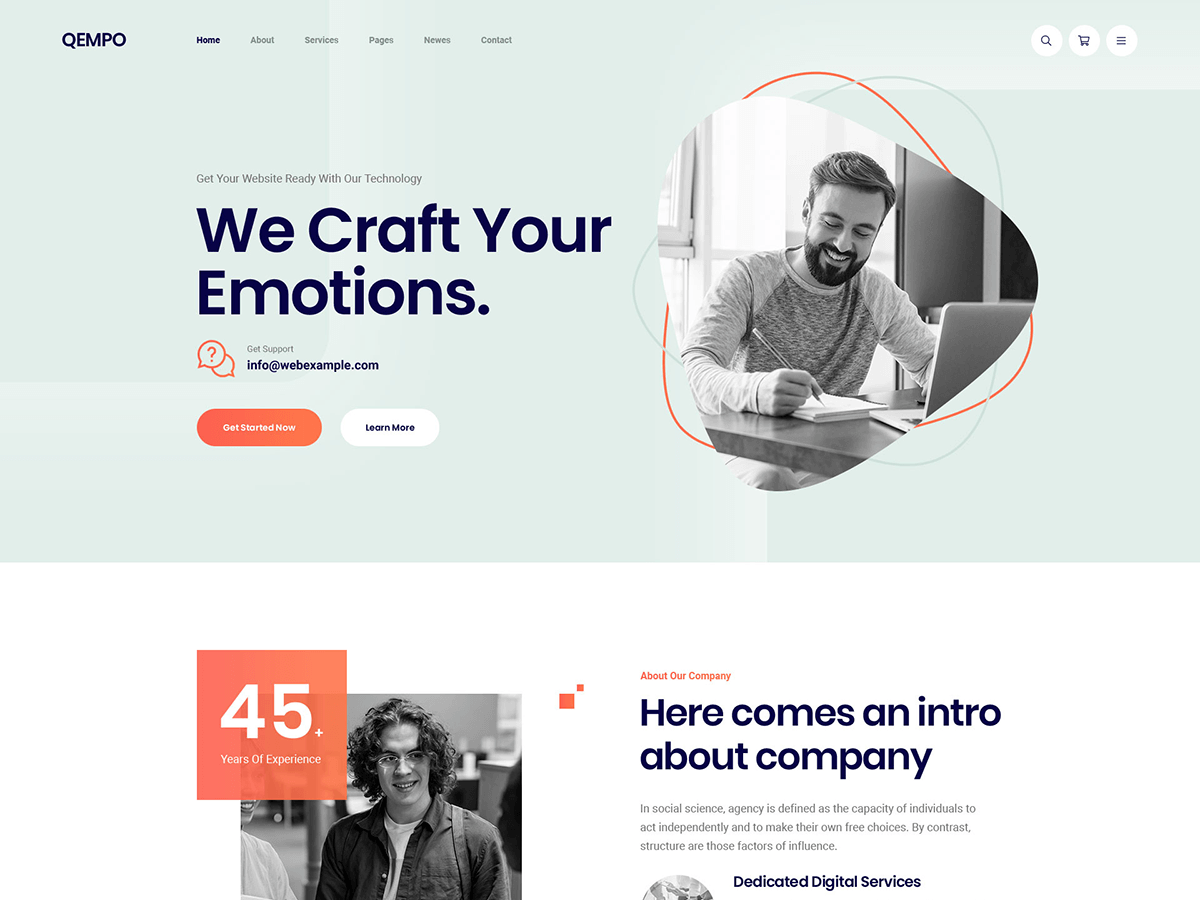 QEMPO
Home About Services Pages Newes Contact
Get Your Website Ready With Our Technology
We Craft Your
Emotions.
Get Support
info@webexample.com
Get Started Now Learn More
45+
Years Of Experience
About Our Company
Here comes an intro
about company
In social science, agency is defined as the capacity of individuals to
act independently and to make their own free choices. By contrast,
structure are those factors of influence.
Dedicated Digital Services